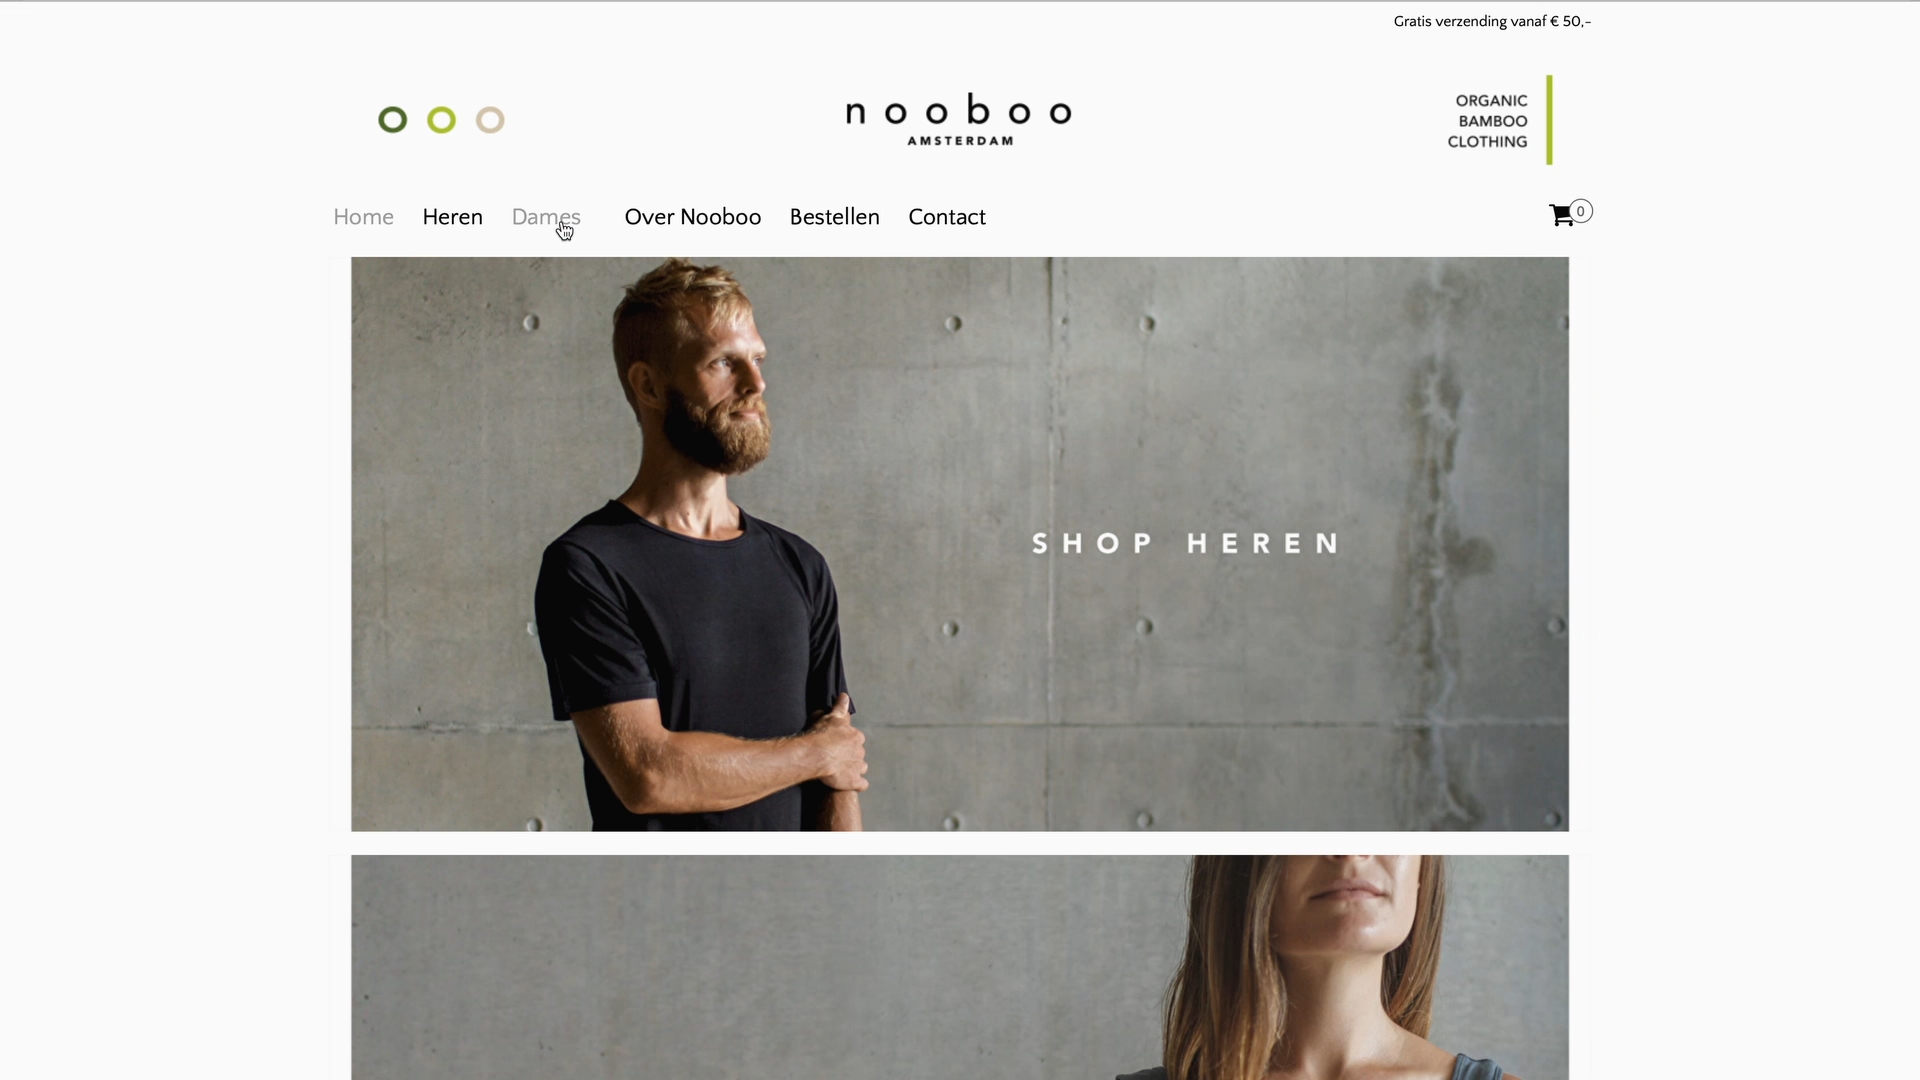 Gratis verzending vanaf € 50,-
nooboo
AMSTERDAM
ORGANIC
BAMBOO
CLOTHING
Home Heren Dames Over Nooboo Bestellen Contact
0
SHOP HEREN